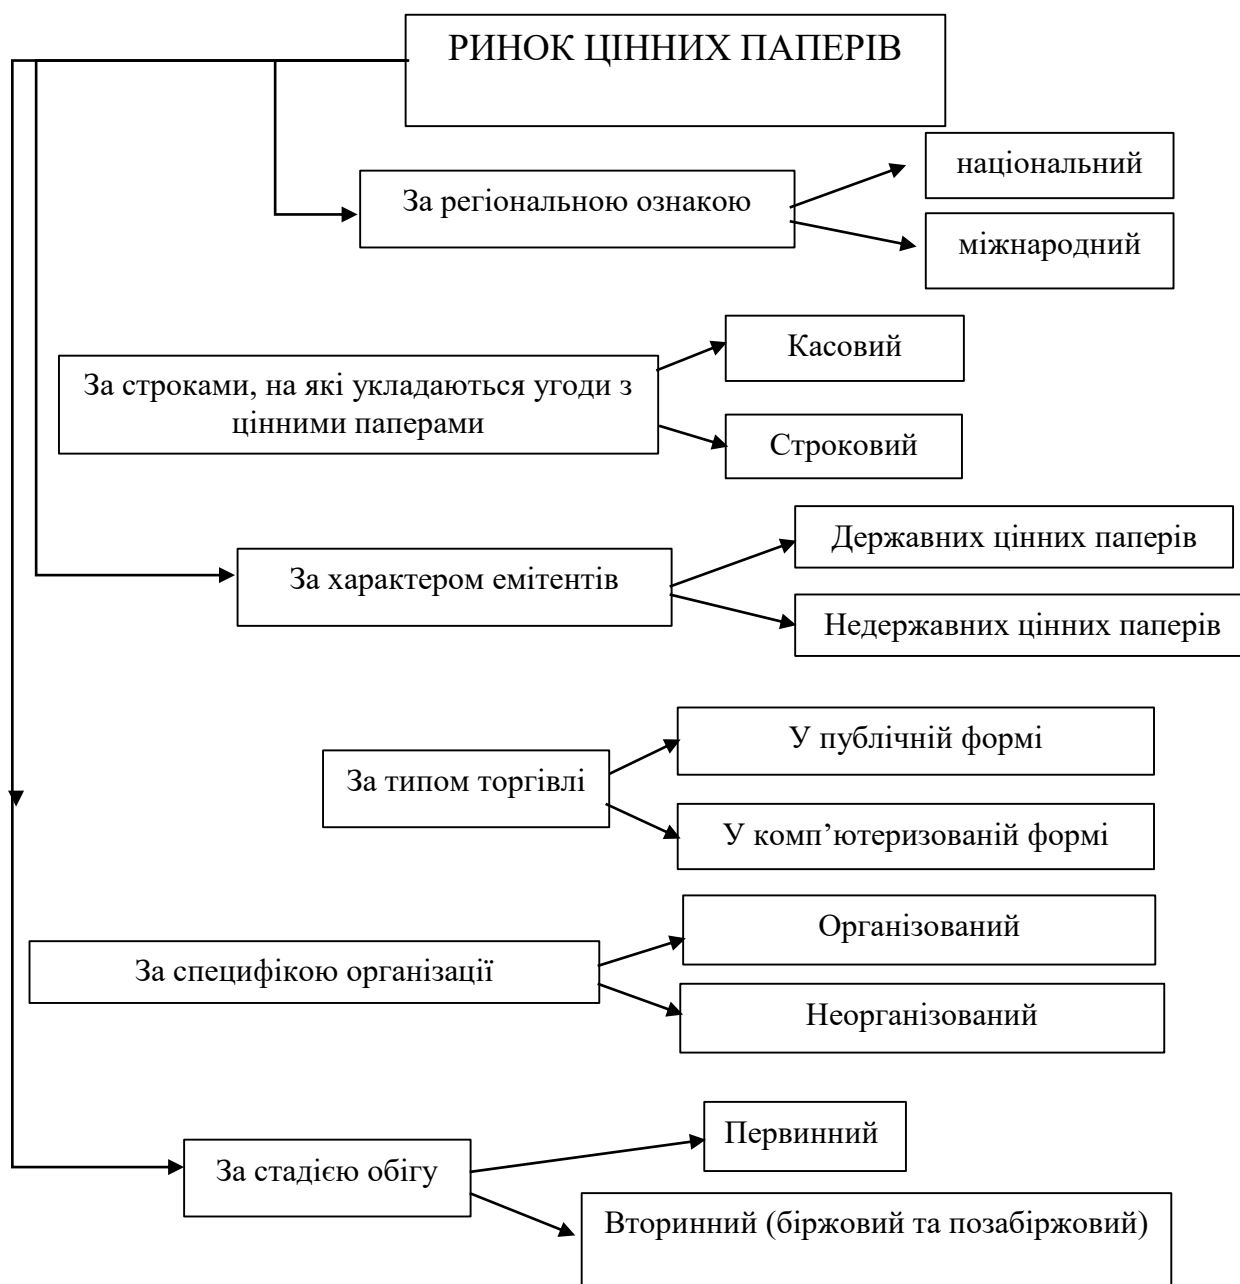 РИНОК ЦІННИХ ПАПЕРІВ
За регіональною ознакою
національний
міжнародний
За строками, на які укладаються угоди з
цінними паперами
Касовий
Строковий
За характером емітентів
Державних цінних паперів
Недержавних цінних паперів
За типом торгівлі
У публічній формі
У комп’ютеризованій формі
За специфікою організації
Організований
Неорганізований
За стадією обігу
Первинний
Вторинний (біржовий та позабіржовий)